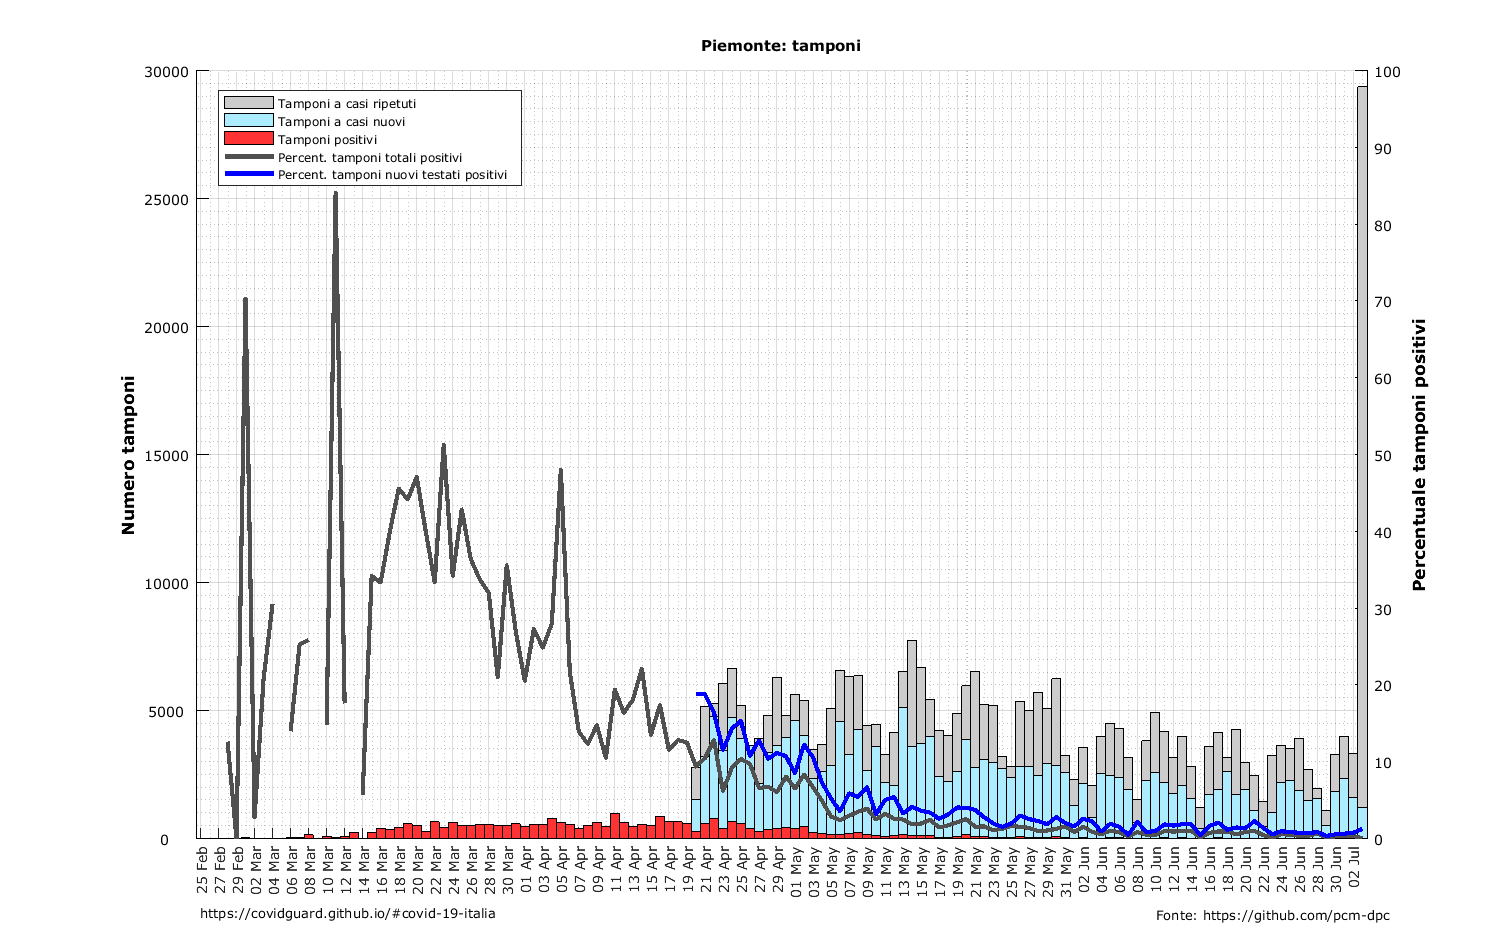 Piemonte: tamponi
Tamponi a casi ripetuti
Tamponi a casi nuovi
Tamponi positivi
Percent. tamponi totali positivi
Percent. tamponi nuovi testati positivi
Numero tamponi
30000
25000
20000
15000
10000
5000
0
Percentuale tamponi positivi
100
90
80
70
60
50
40
30
20
10
0
25 Feb
27 Feb
29 Feb
02 Mar
04 Mar
06 Mar
08 Mar
10 Mar
12 Mar
14 Mar
16 Mar
18 Mar
20 Mar
22 Mar
24 Mar
26 Mar
28 Mar
30 Mar
01 Apr
03 Apr
05 Apr
07 Apr
09 Apr
11 Apr
13 Apr
15 Apr
17 Apr
19 Apr
21 Apr
23 Apr
25 Apr
27 Apr
29 Apr
01 May
03 May
05 May
07 May
09 May
11 May
13 May
15 May
17 May
19 May
21 May
23 May
25 May
27 May
29 May
31 May
02 Jun
04 Jun
06 Jun
08 Jun
10 Jun
12 Jun
14 Jun
16 Jun
18 Jun
20 Jun
22 Jun
24 Jun
26 Jun
28 Jun
30 Jun
02 Jul
https://covidguard.github.io/#covid-19-italia
Fonte: https://github.com/pcm-dpc